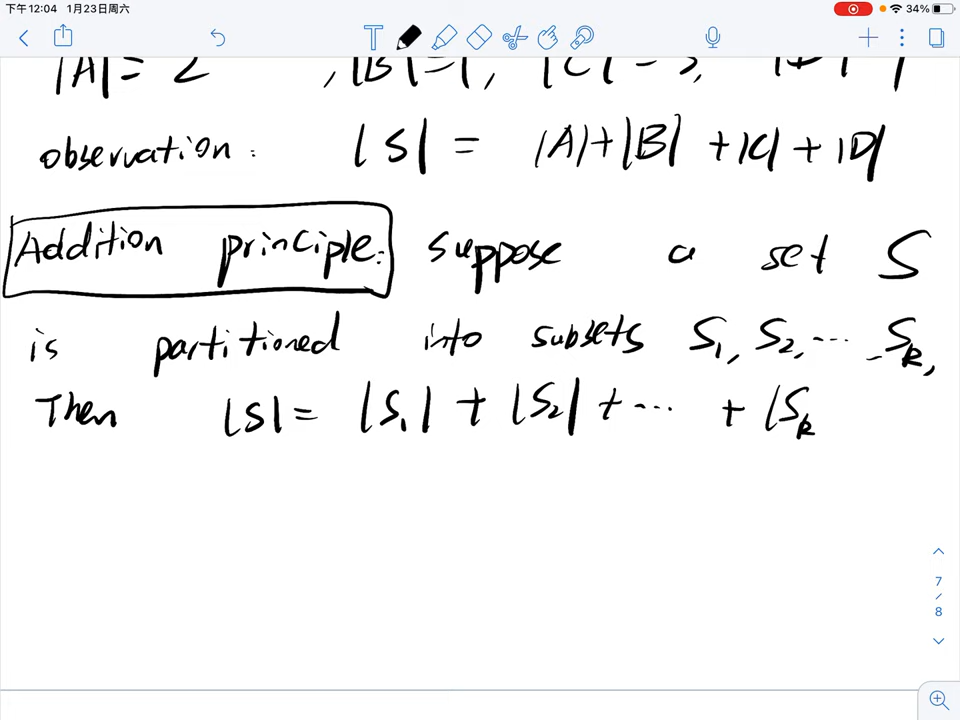 下午12:04 1月23日周六 34%
|A| = 2 , |B| = 1,
observation: |S| = |A| + |B| + |C| + |D|
Addition principle: suppose a set S
is partitioned into subsets S₁, S₂, ... , Sₖ,
Then |S| = |S₁| + |S₂| + ... + |Sₖ
7
/
8